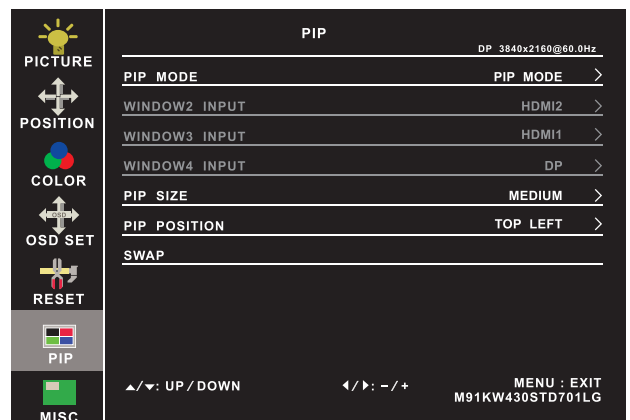 PIP
DP 3840x2160@60.0Hz
PICTURE
PIP MODE PIP MODE >
WINDOW2 INPUT HDMI2 >
POSITION
WINDOW3 INPUT HDMI1 >
WINDOW4 INPUT DP >
COLOR
PIP SIZE MEDIUM >
OSD
PIP POSITION TOP LEFT >
OSD SET
SWAP
RESET
PIP
▲/▼: UP / DOWN ◀/▶: - / + MENU : EXIT
M91KW430STD701LG
MISC